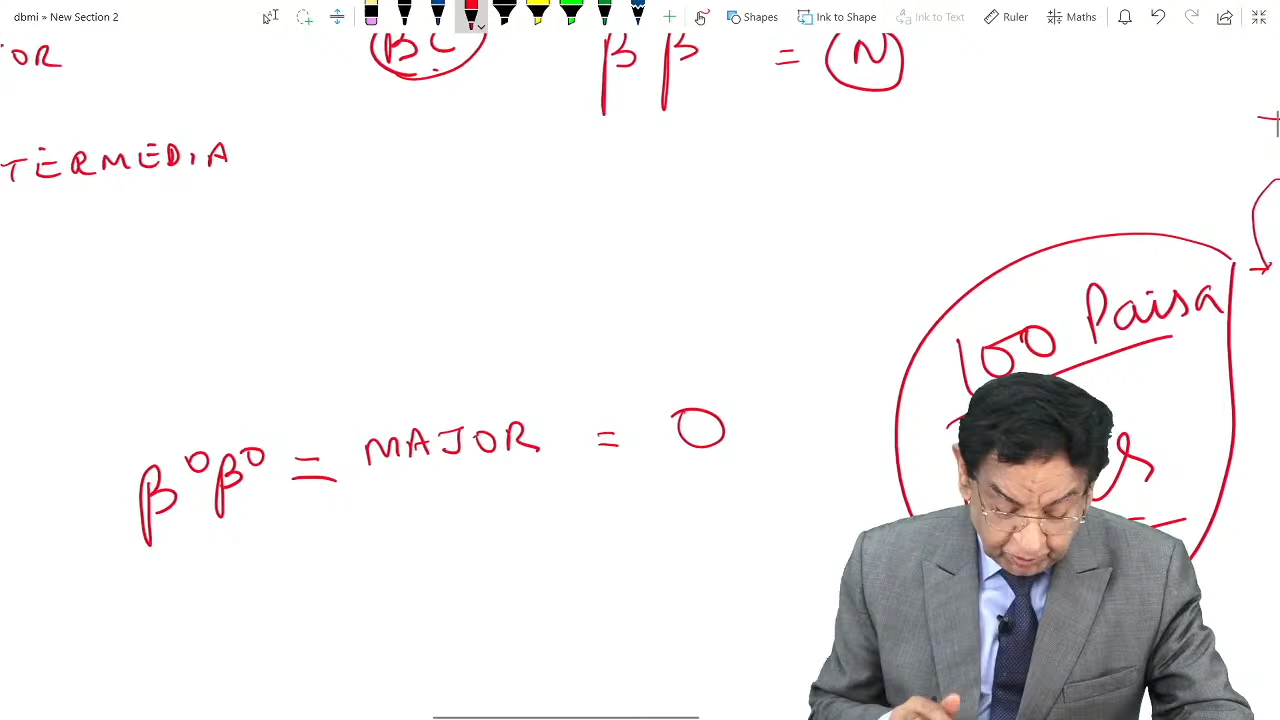 dbmi » New Section 2
Shapes
Ink to Shape
Ink to Text
Ruler
Maths
OR
BC
β β = N
TERMEDIA
100 Paisa
β⁰β⁰ = MAJOR = 0